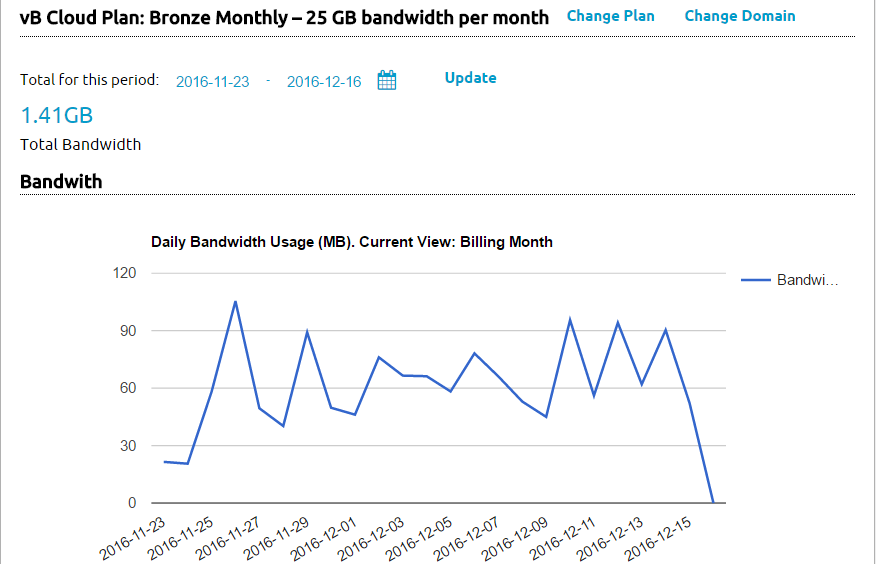 vB Cloud Plan: Bronze Monthly – 25 GB bandwidth per month Change Plan Change Domain
Total for this period: 2016-11-23 - 2016-12-16 Update
1.41GB
Total Bandwidth
Bandwith
Daily Bandwidth Usage (MB). Current View: Billing Month
120
Bandwi...
90
60
30
0
2016-11-23 2016-11-25 2016-11-27 2016-11-29 2016-12-01 2016-12-03 2016-12-05 2016-12-07 2016-12-09 2016-12-11 2016-12-13 2016-12-15